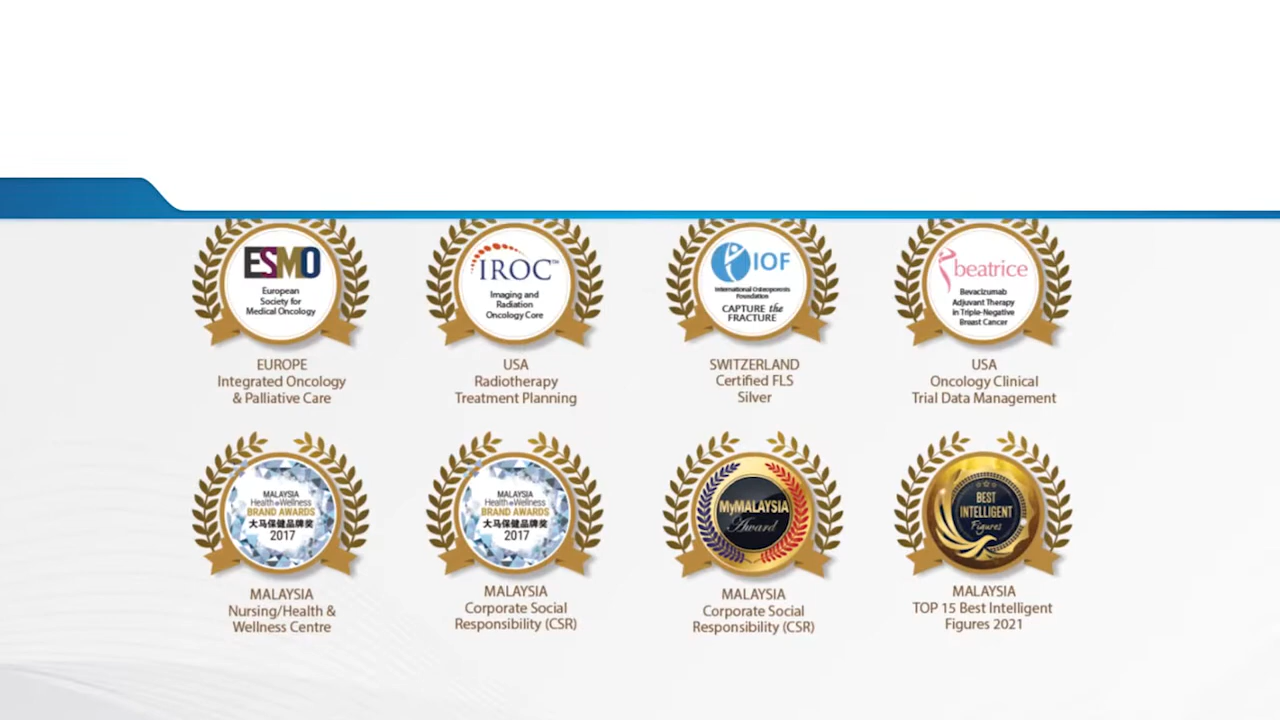 ESMO
European
Society for
Medical Oncology
EUROPE
Integrated Oncology
& Palliative Care
IROC™
Imaging and
Radiation
Oncology Core
USA
Radiotherapy
Treatment Planning
IOF
International Osteoporosis
Foundation
CAPTURE the
FRACTURE
SWITZERLAND
Certified FLS
Silver
beatrice
Bevacizumab
Adjuvant Therapy
in Triple-Negative
Breast Cancer
USA
Oncology Clinical
Trial Data Management
MALAYSIA
Health+Wellness
BRAND AWARDS
大马保健品牌奖
2017
MALAYSIA
Nursing/Health &
Wellness Centre
MALAYSIA
Health+Wellness
BRAND AWARDS
大马保健品牌奖
2017
MALAYSIA
Corporate Social
Responsibility (CSR)
MyMALAYSIA
Award
MALAYSIA
Corporate Social
Responsibility (CSR)
BEST
INTELLIGENT
Figures
MALAYSIA
TOP 15 Best Intelligent
Figures 2021